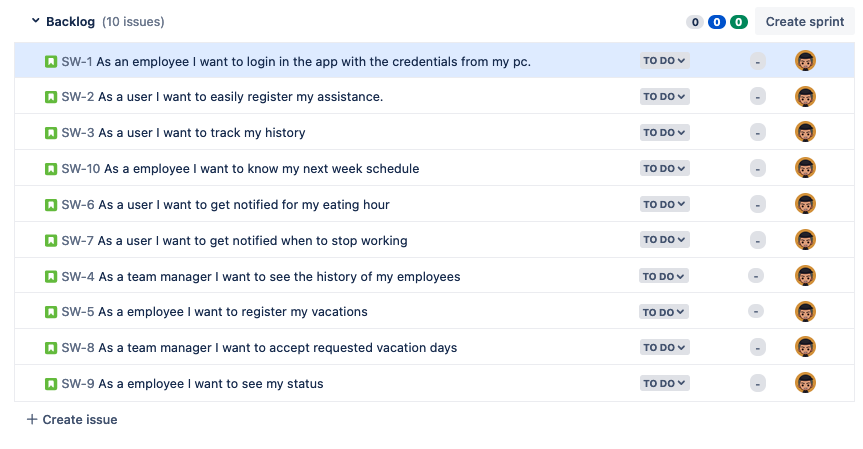 Backlog (10 issues) 0 0 0 Create sprint
SW-1 As an employee I want to login in the app with the credentials from my pc. TO DO -
SW-2 As a user I want to easily register my assistance. TO DO -
SW-3 As a user I want to track my history TO DO -
SW-10 As a employee I want to know my next week schedule TO DO -
SW-6 As a user I want to get notified for my eating hour TO DO -
SW-7 As a user I want to get notified when to stop working TO DO -
SW-4 As a team manager I want to see the history of my employees TO DO -
SW-5 As a employee I want to register my vacations TO DO -
SW-8 As a team manager I want to accept requested vacation days TO DO -
SW-9 As a employee I want to see my status TO DO -
+ Create issue